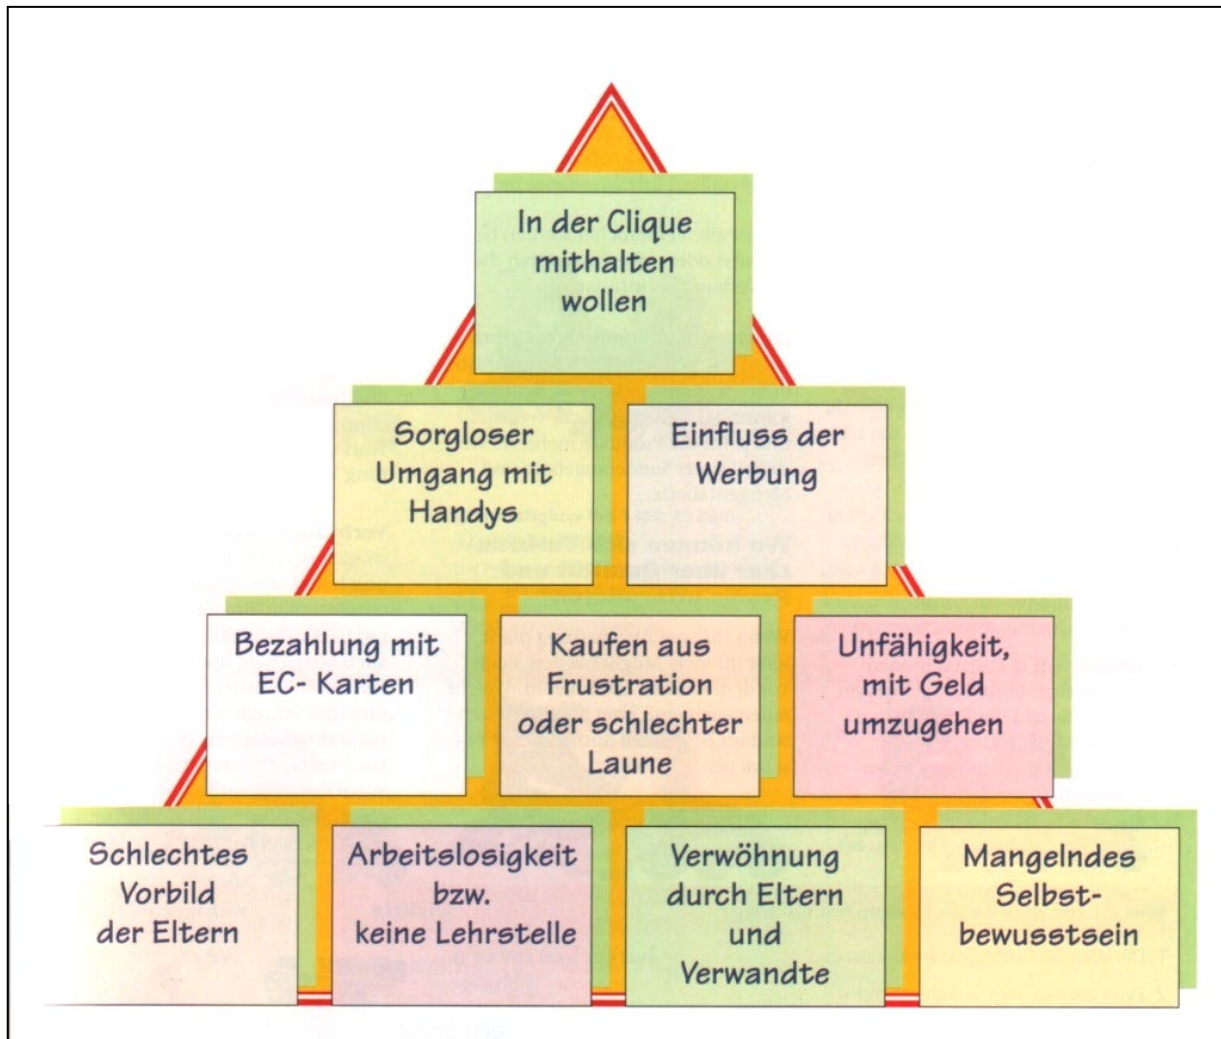 In der Clique
mithalten
wollen
Sorgloser
Umgang mit
Handys
Einfluss der
Werbung
Bezahlung mit
EC- Karten
Kaufen aus
Frustration
oder schlechter
Laune
Unfähigkeit,
mit Geld
umzugehen
Schlechtes
Vorbild
der Eltern
Arbeitslosigkeit
bzw.
keine Lehrstelle
Verwöhnung
durch Eltern
und
Verwandte
Mangelndes
Selbst-
bewusstsein